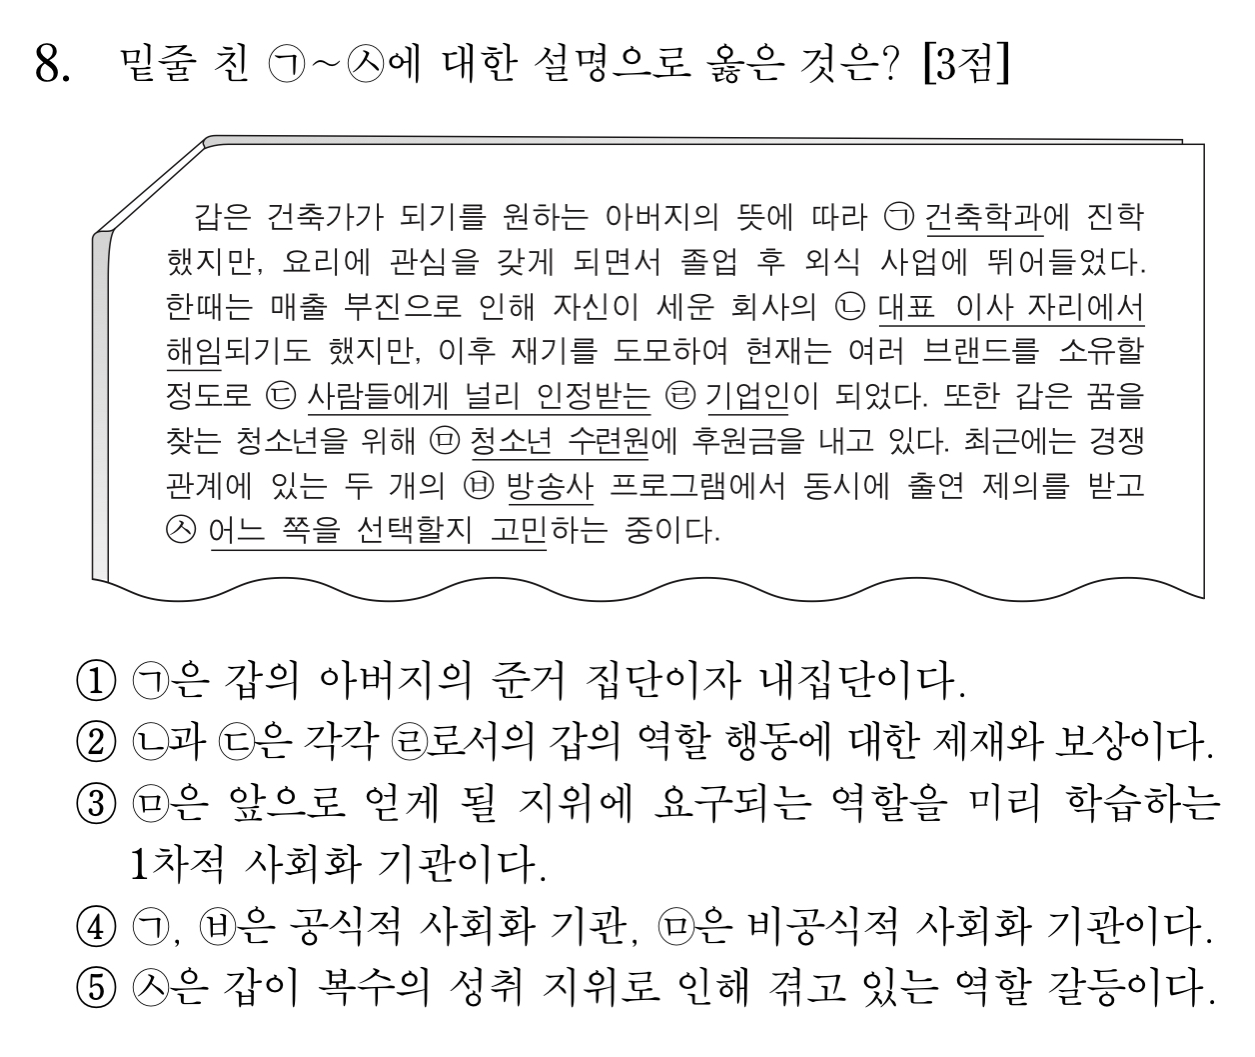 8. 밑줄 친 ㉠~㉦에 대한 설명으로 옳은 것은? [3점]
갑은 건축가가 되기를 원하는 아버지의 뜻에 따라 ㉠ 건축학과에 진학
했지만, 요리에 관심을 갖게 되면서 졸업 후 외식 사업에 뛰어들었다.
한때는 매출 부진으로 인해 자신이 세운 회사의 ㉡ 대표 이사 자리에서
해임되기도 했지만, 이후 재기를 도모하여 현재는 여러 브랜드를 소유할
정도로 ㉢ 사람들에게 널리 인정받는 ㉣ 기업인이 되었다. 또한 갑은 꿈을
찾는 청소년을 위해 ㉤ 청소년 수련원에 후원금을 내고 있다. 최근에는 경쟁
관계에 있는 두 개의 ㉥ 방송사 프로그램에서 동시에 출연 제의를 받고
㉦ 어느 쪽을 선택할지 고민하는 중이다.
① ㉠은 갑의 아버지의 준거 집단이자 내집단이다.
② ㉡과 ㉢은 각각 ㉣로서의 갑의 역할 행동에 대한 제재와 보상이다.
③ ㉤은 앞으로 얻게 될 지위에 요구되는 역할을 미리 학습하는
1차적 사회화 기관이다.
④ ㉠, ㉥은 공식적 사회화 기관, ㉤은 비공식적 사회화 기관이다.
⑤ ㉦은 갑이 복수의 성취 지위로 인해 겪고 있는 역할 갈등이다.